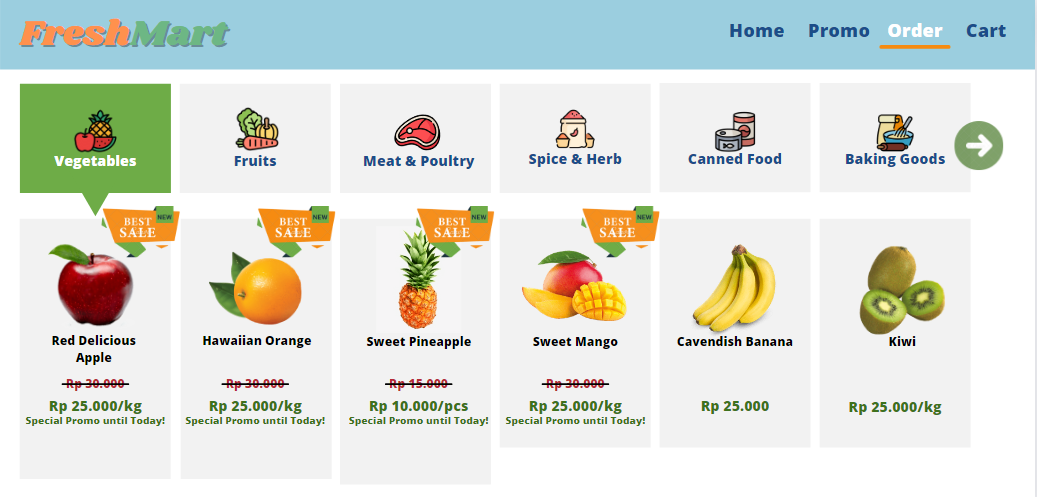 FreshMart
Home Promo Order Cart
Vegetables
Fruits
Meat & Poultry
Spice & Herb
Canned Food
Baking Goods
BEST
SALE
NEW
Red Delicious
Apple
Rp 30.000
Rp 25.000/kg
Special Promo until Today!
BEST
SALE
NEW
Hawaiian Orange
Rp 30.000
Rp 25.000/kg
Special Promo until Today!
BEST
SALE
NEW
Sweet Pineapple
Rp 15.000
Rp 10.000/pcs
Special Promo until Today!
BEST
SALE
NEW
Sweet Mango
Rp 30.000
Rp 25.000/kg
Special Promo until Today!
Cavendish Banana
Rp 25.000
Kiwi
Rp 25.000/kg